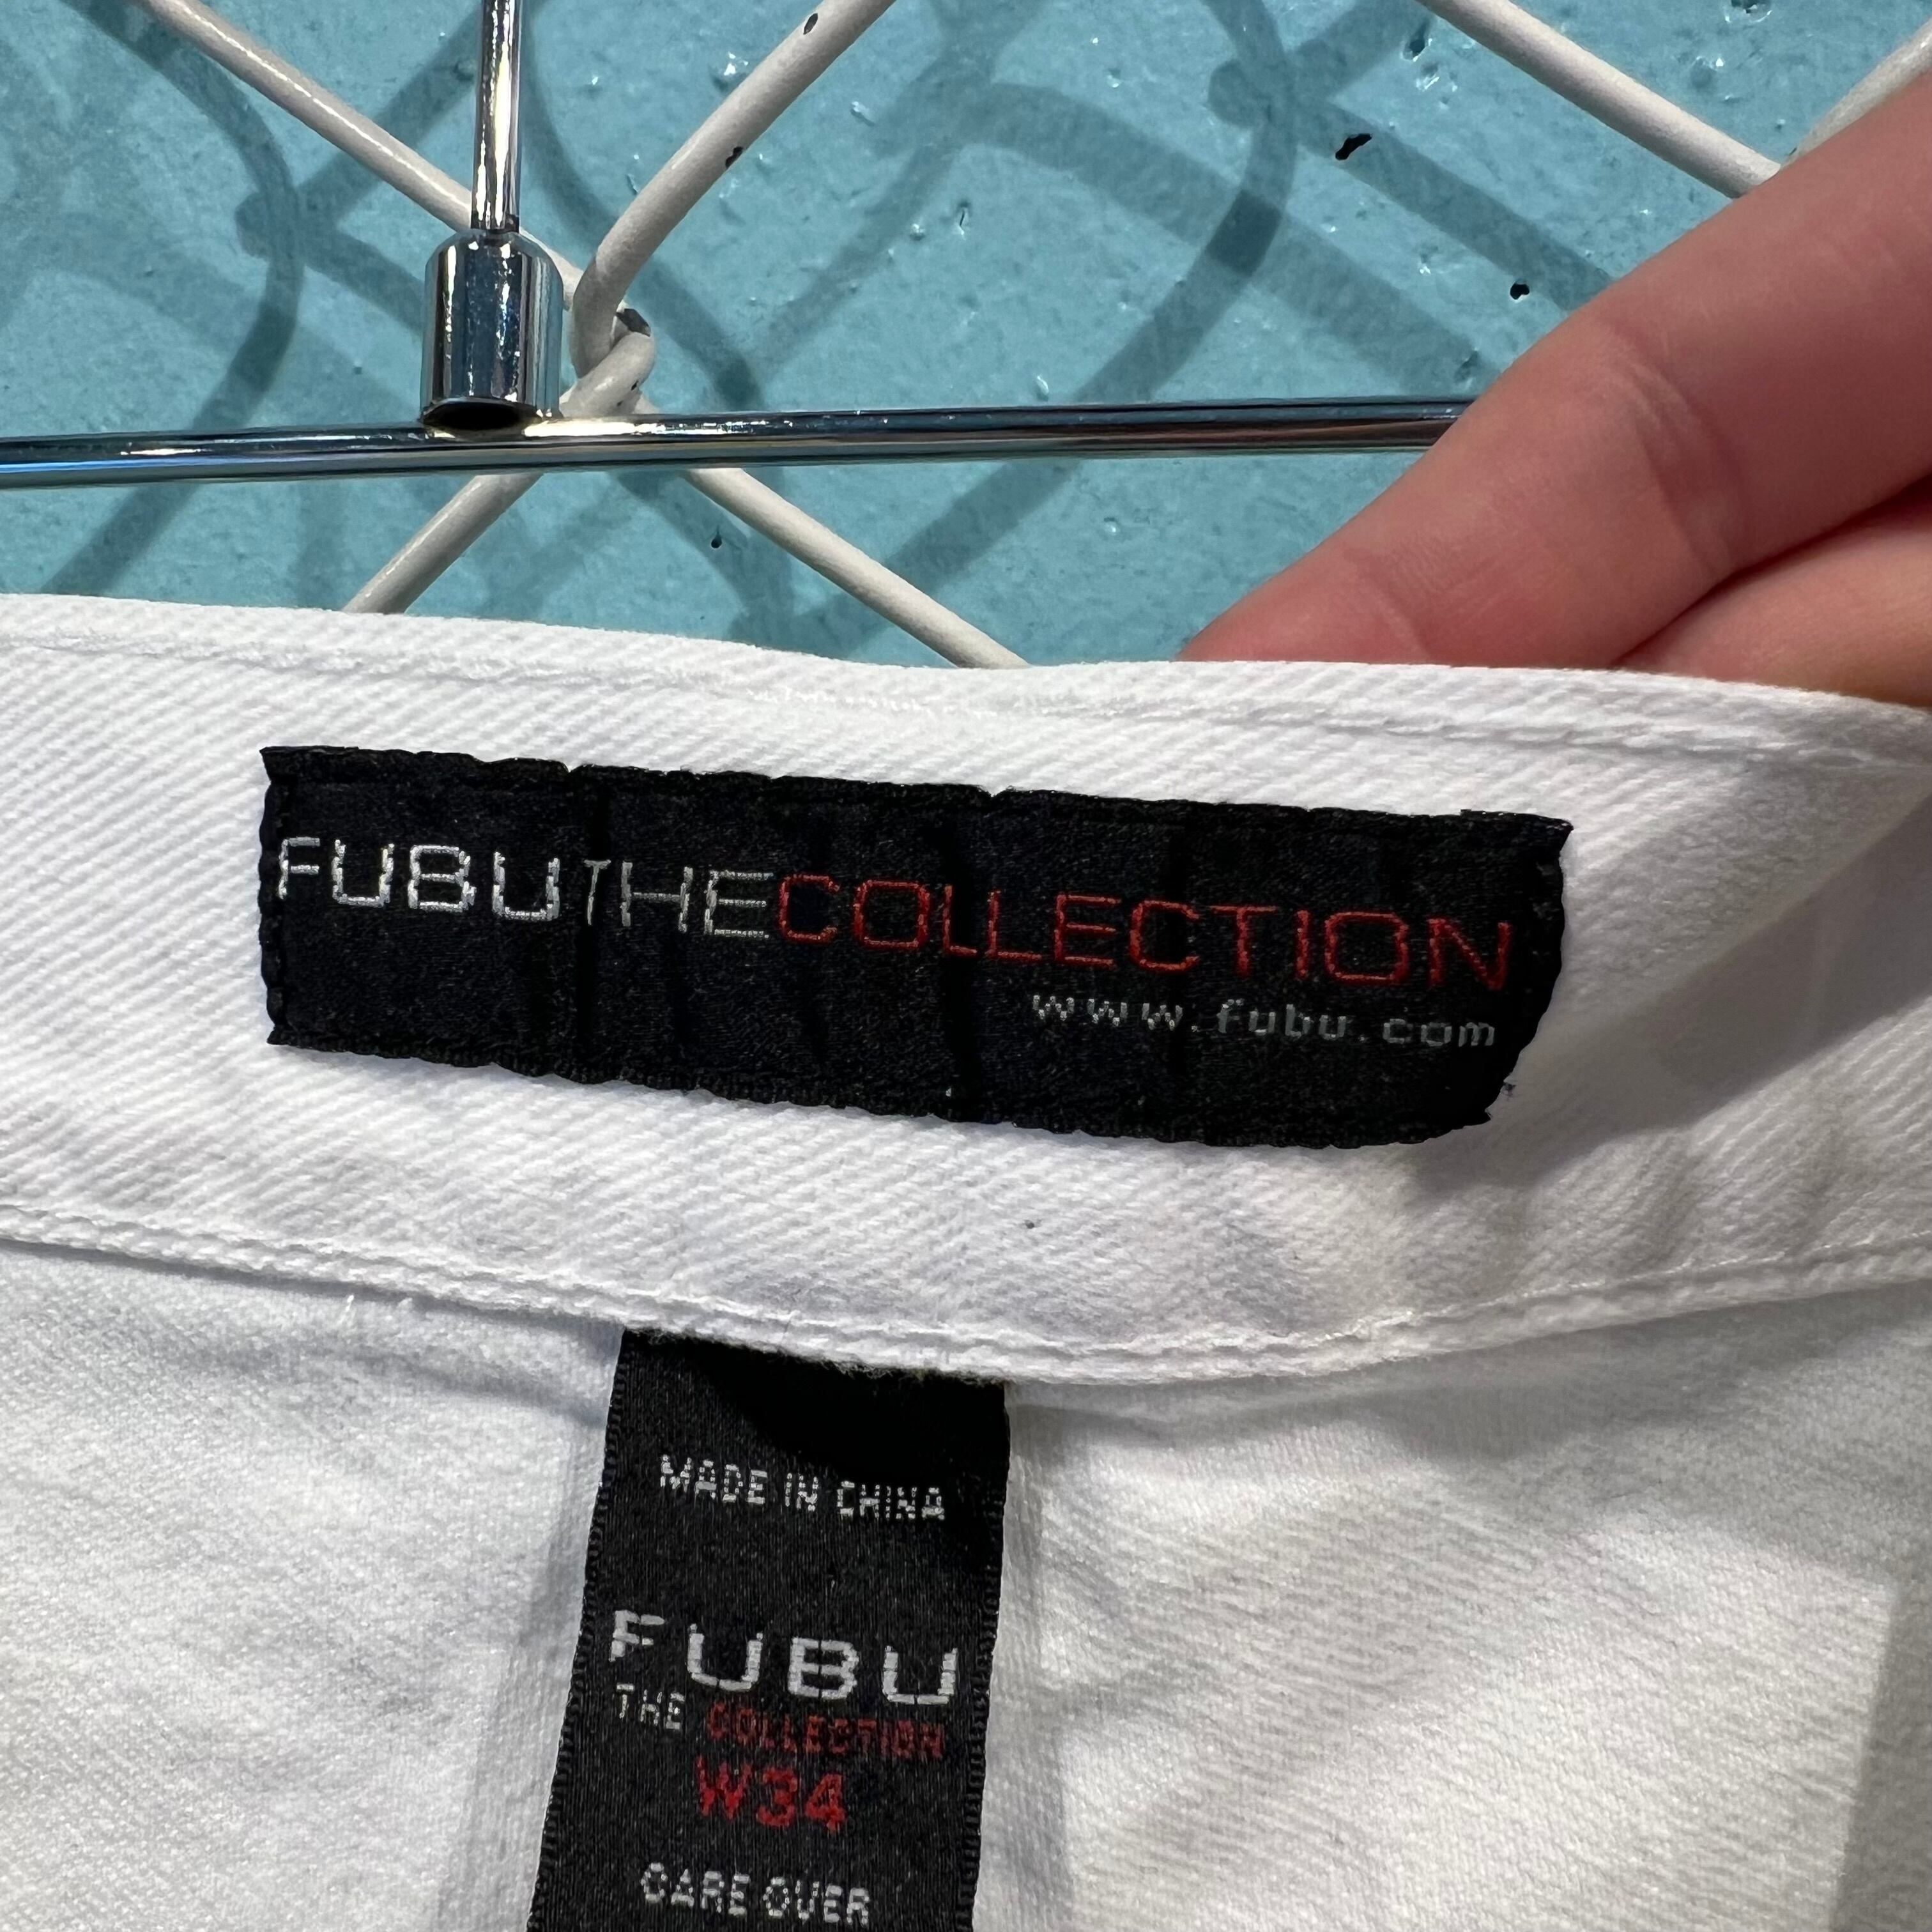 FUBUTHECOLLECTION
www.fubu.com
MADE IN CHINA
FUBU
THE COLLECTION
W34
CARE OVER